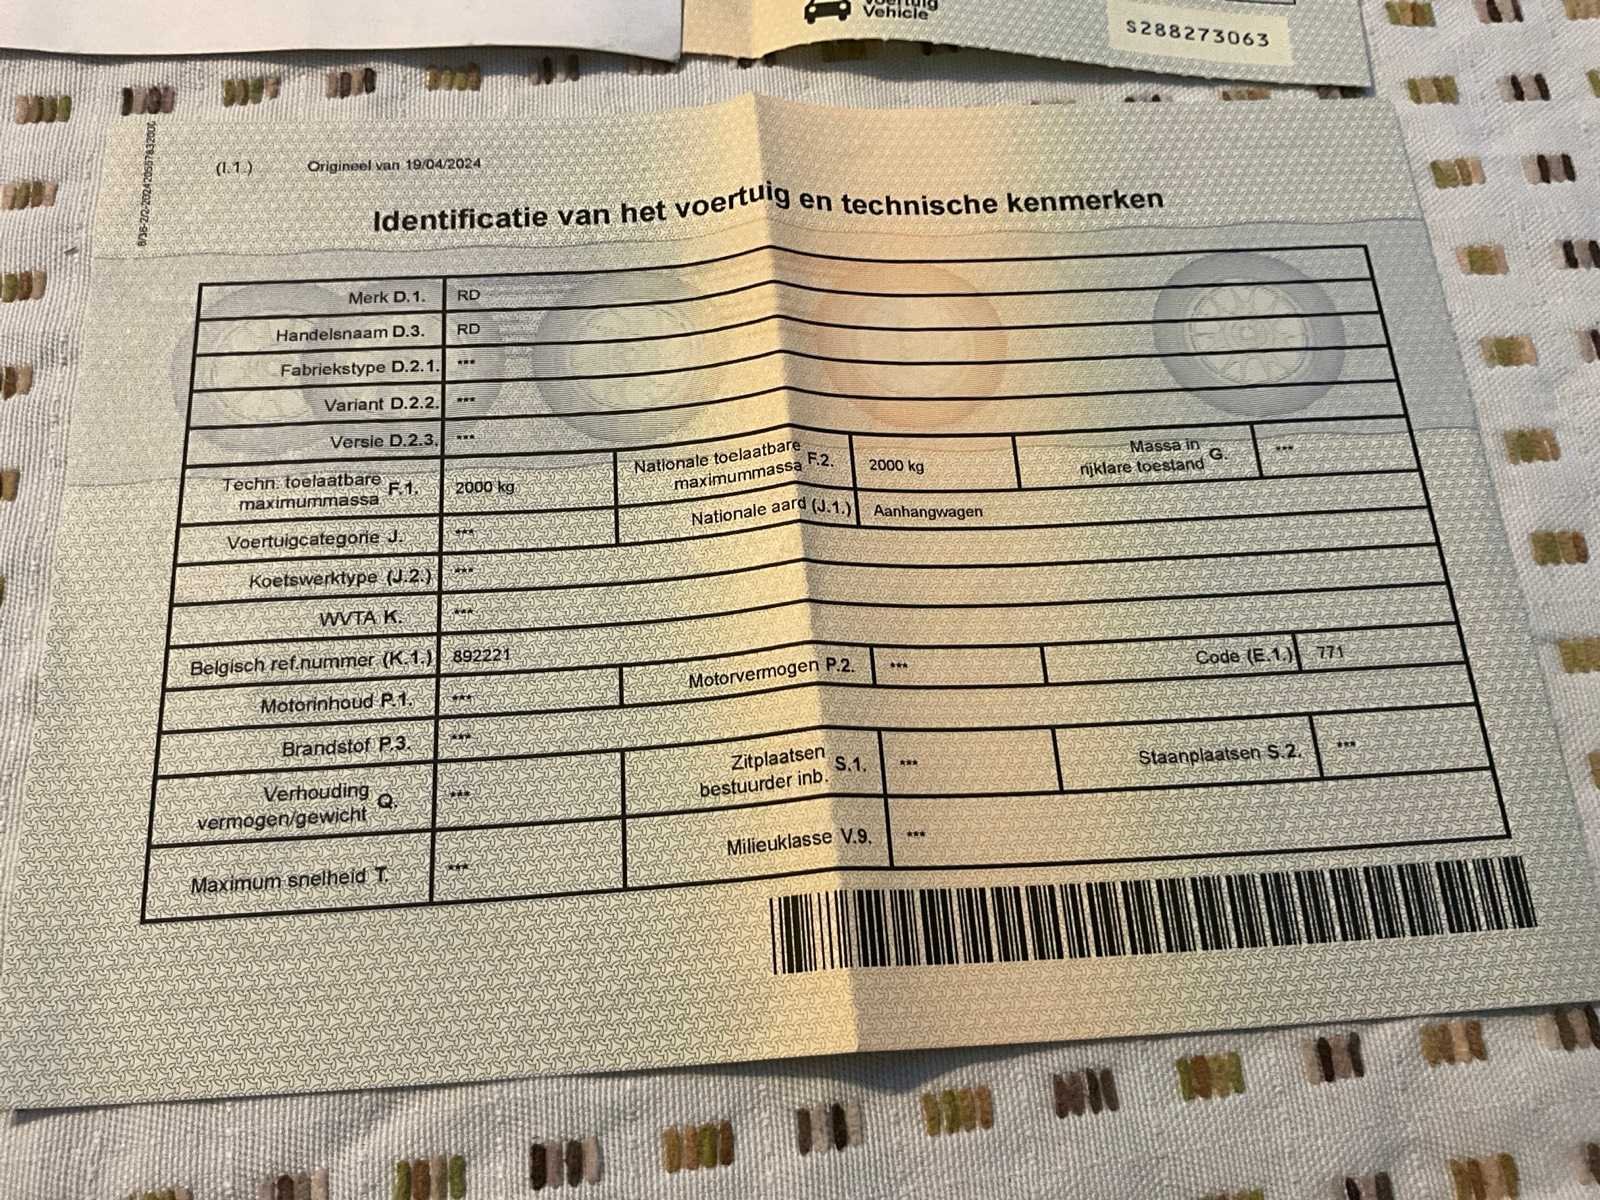 Vehicle
S288273063
(I.1.) Origineel van 19/04/2024
Identificatie van het voertuig en technische kenmerken
Merk D.1. RD
Handelsnaam D.3. RD
Fabriekstype D.2.1. ***
Variant D.2.2. ***
Versie D.2.3. ***
Techn. toelaatbare maximummassa F.1. 2000 kg Nationale toelaatbare maximummassa F.2. 2000 kg Massa in rijklare toestand G. ***
Voertuigcategorie J. *** Nationale aard (J.1.) Aanhangwagen
Koetswerktype (J.2.) ***
WVTA K. ***
Belgisch ref.nummer (K.1.) 892221
Motorinhoud P.1. *** Motorvermogen P.2. *** Code (E.1.) 771
Brandstof P.3. ***
Verhouding vermogen/gewicht Q. *** Zitplaatsen bestuurder inb. S.1. *** Staanplaatsen S.2. ***
Maximum snelheid T. *** Milieuklasse V.9. ***